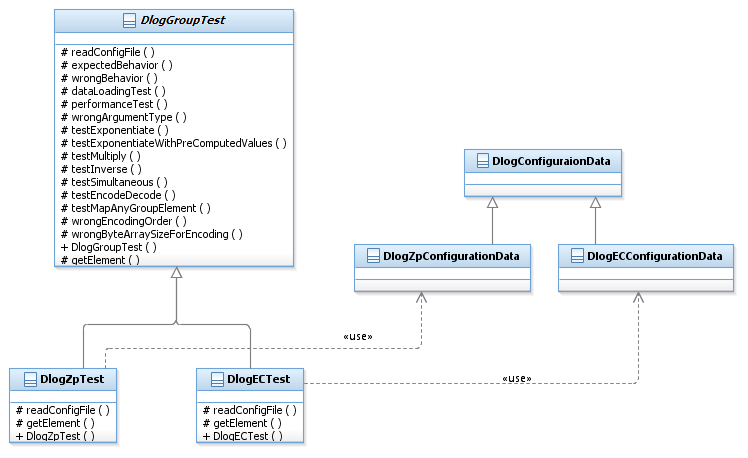 DlogGroupTest
# readConfigFile ( )
# expectedBehavior ( )
# wrongBehavior ( )
# dataLoadingTest ( )
# performanceTest ( )
# wrongArgumentType ( )
# testExponentiate ( )
# testExponentiateWithPreComputedValues ( )
# testMultiply ( )
# testInverse ( )
# testSimultaneous ( )
# testEncodeDecode ( )
# testMapAnyGroupElement ( )
# wrongEncodingOrder ( )
# wrongByteArraySizeForEncoding ( )
+ DlogGroupTest ( )
# getElement ( )
DlogConfiguraionData
DlogZpConfigurationData
DlogECConfigurationData
«use»
«use»
DlogZpTest
# readConfigFile ( )
# getElement ( )
+ DlogZpTest ( )
DlogECTest
# readConfigFile ( )
# getElement ( )
+ DlogECTest ( )